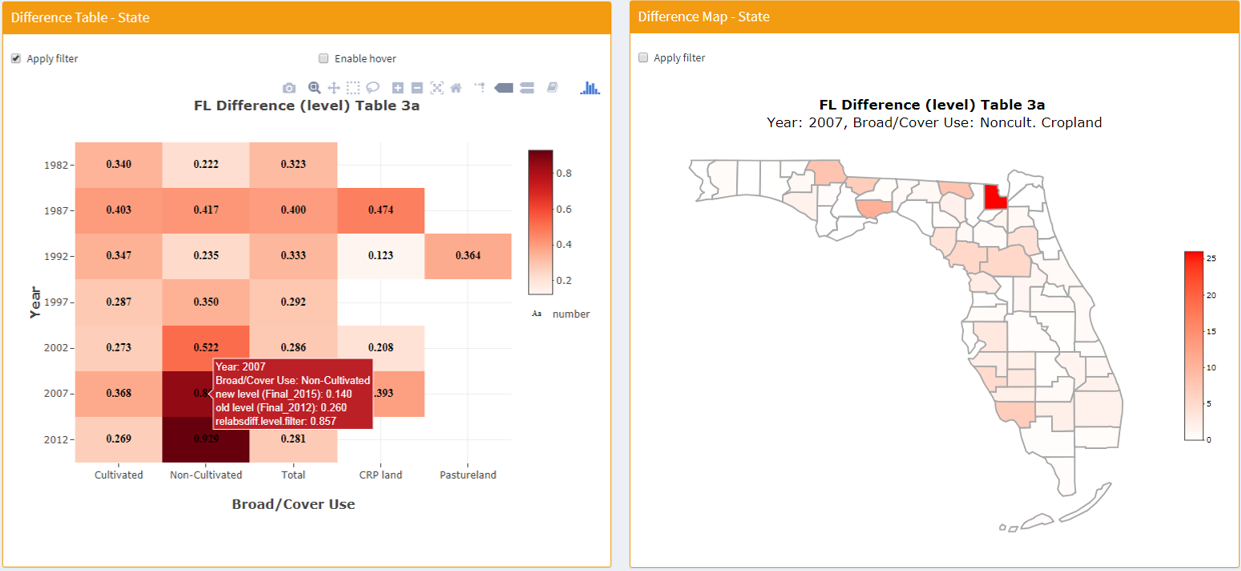 Difference Table - State
Apply filter
Enable hover
FL Difference (level) Table 3a
Year
1982
0.340 0.222 0.323
1987
0.403 0.417 0.400 0.474
1992
0.347 0.235 0.333 0.123 0.364
1997
0.287 0.350 0.292
2002
0.273 0.522 0.286 0.208
2007
0.368 0.8 .393
Year: 2007
Broad/Cover Use: Non-Cultivated
new level (Final_2015): 0.140
old level (Final_2012): 0.260
relabsdiff.level.filter: 0.857
2012
0.269 0.929 0.281
Cultivated Non-Cultivated Total CRP land Pastureland
Broad/Cover Use
0.8
0.6
0.4
0.2
Aa number
Difference Map - State
Apply filter
FL Difference (level) Table 3a
Year: 2007, Broad/Cover Use: Noncult. Cropland
25
20
15
10
5
0